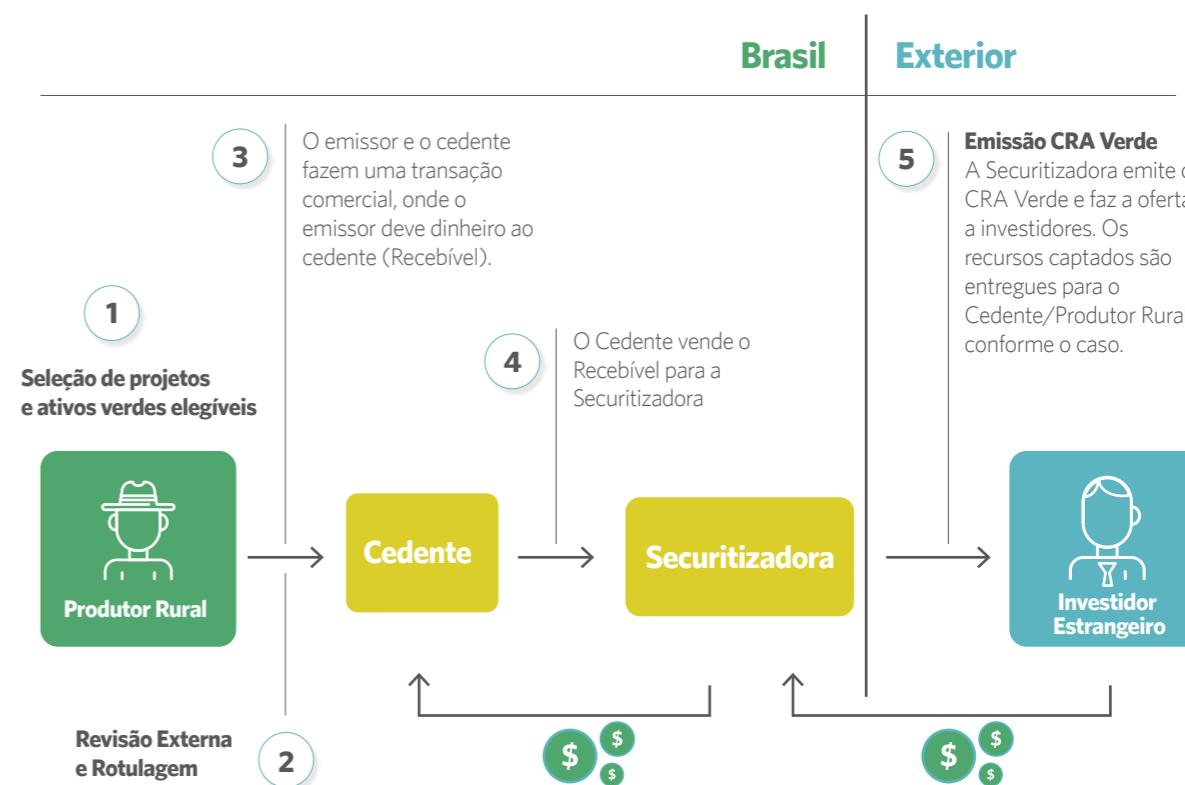 Brasil
Exterior
3
O emissor e o cedente
fazem uma transação
comercial, onde o
emissor deve dinheiro ao
cedente (Recebível).
5
Emissão CRA Verde
A Securitizadora emite
CRA Verde e faz a oferta
a investidores. Os
recursos captados são
entregues para o
Cedente/Produtor Rura
conforme o caso.
1
Seleção de projetos
e ativos verdes elegíveis
4
O Cedente vende o
Recebível para a
Securitizadora
Produtor Rural
Cedente
Securitizadora
Investidor
Estrangeiro
Revisão Externa
e Rotulagem
2
$ $ $
$ $ $